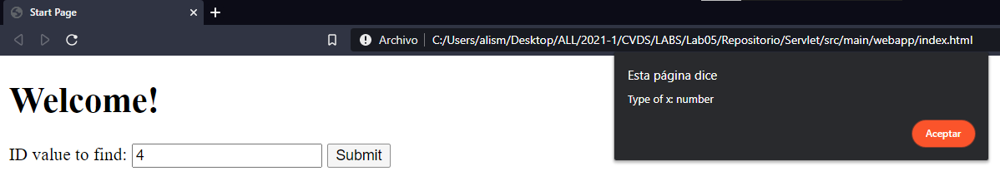 Start Page
Archivo C:/Users/alism/Desktop/ALL/2021-1/CVDS/LABS/Lab05/Repositorio/Servlet/src/main/webapp/index.html
Esta página dice
Type of x: number
Aceptar
Welcome!
ID value to find: 4 Submit